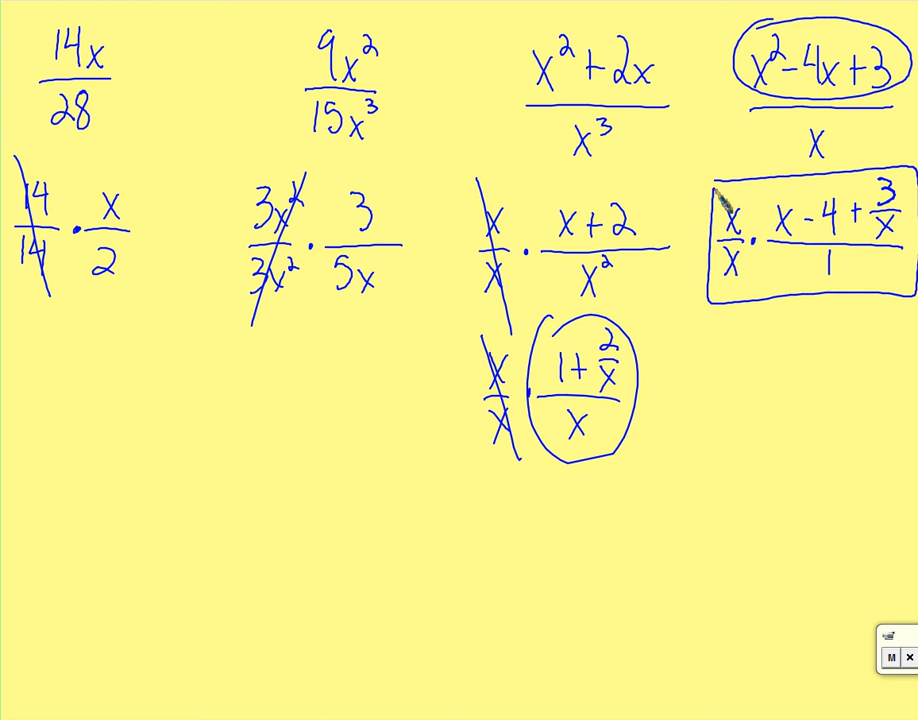 14x/28
9x²/15x³
x²+2x/x³
x²-4x+3/x
14/14 · x/2
3x²/3x² · 3/5x
x/x · x+2/x²
x/x · x-4+3/x/1
x/x · 1+2/x/x
M ×